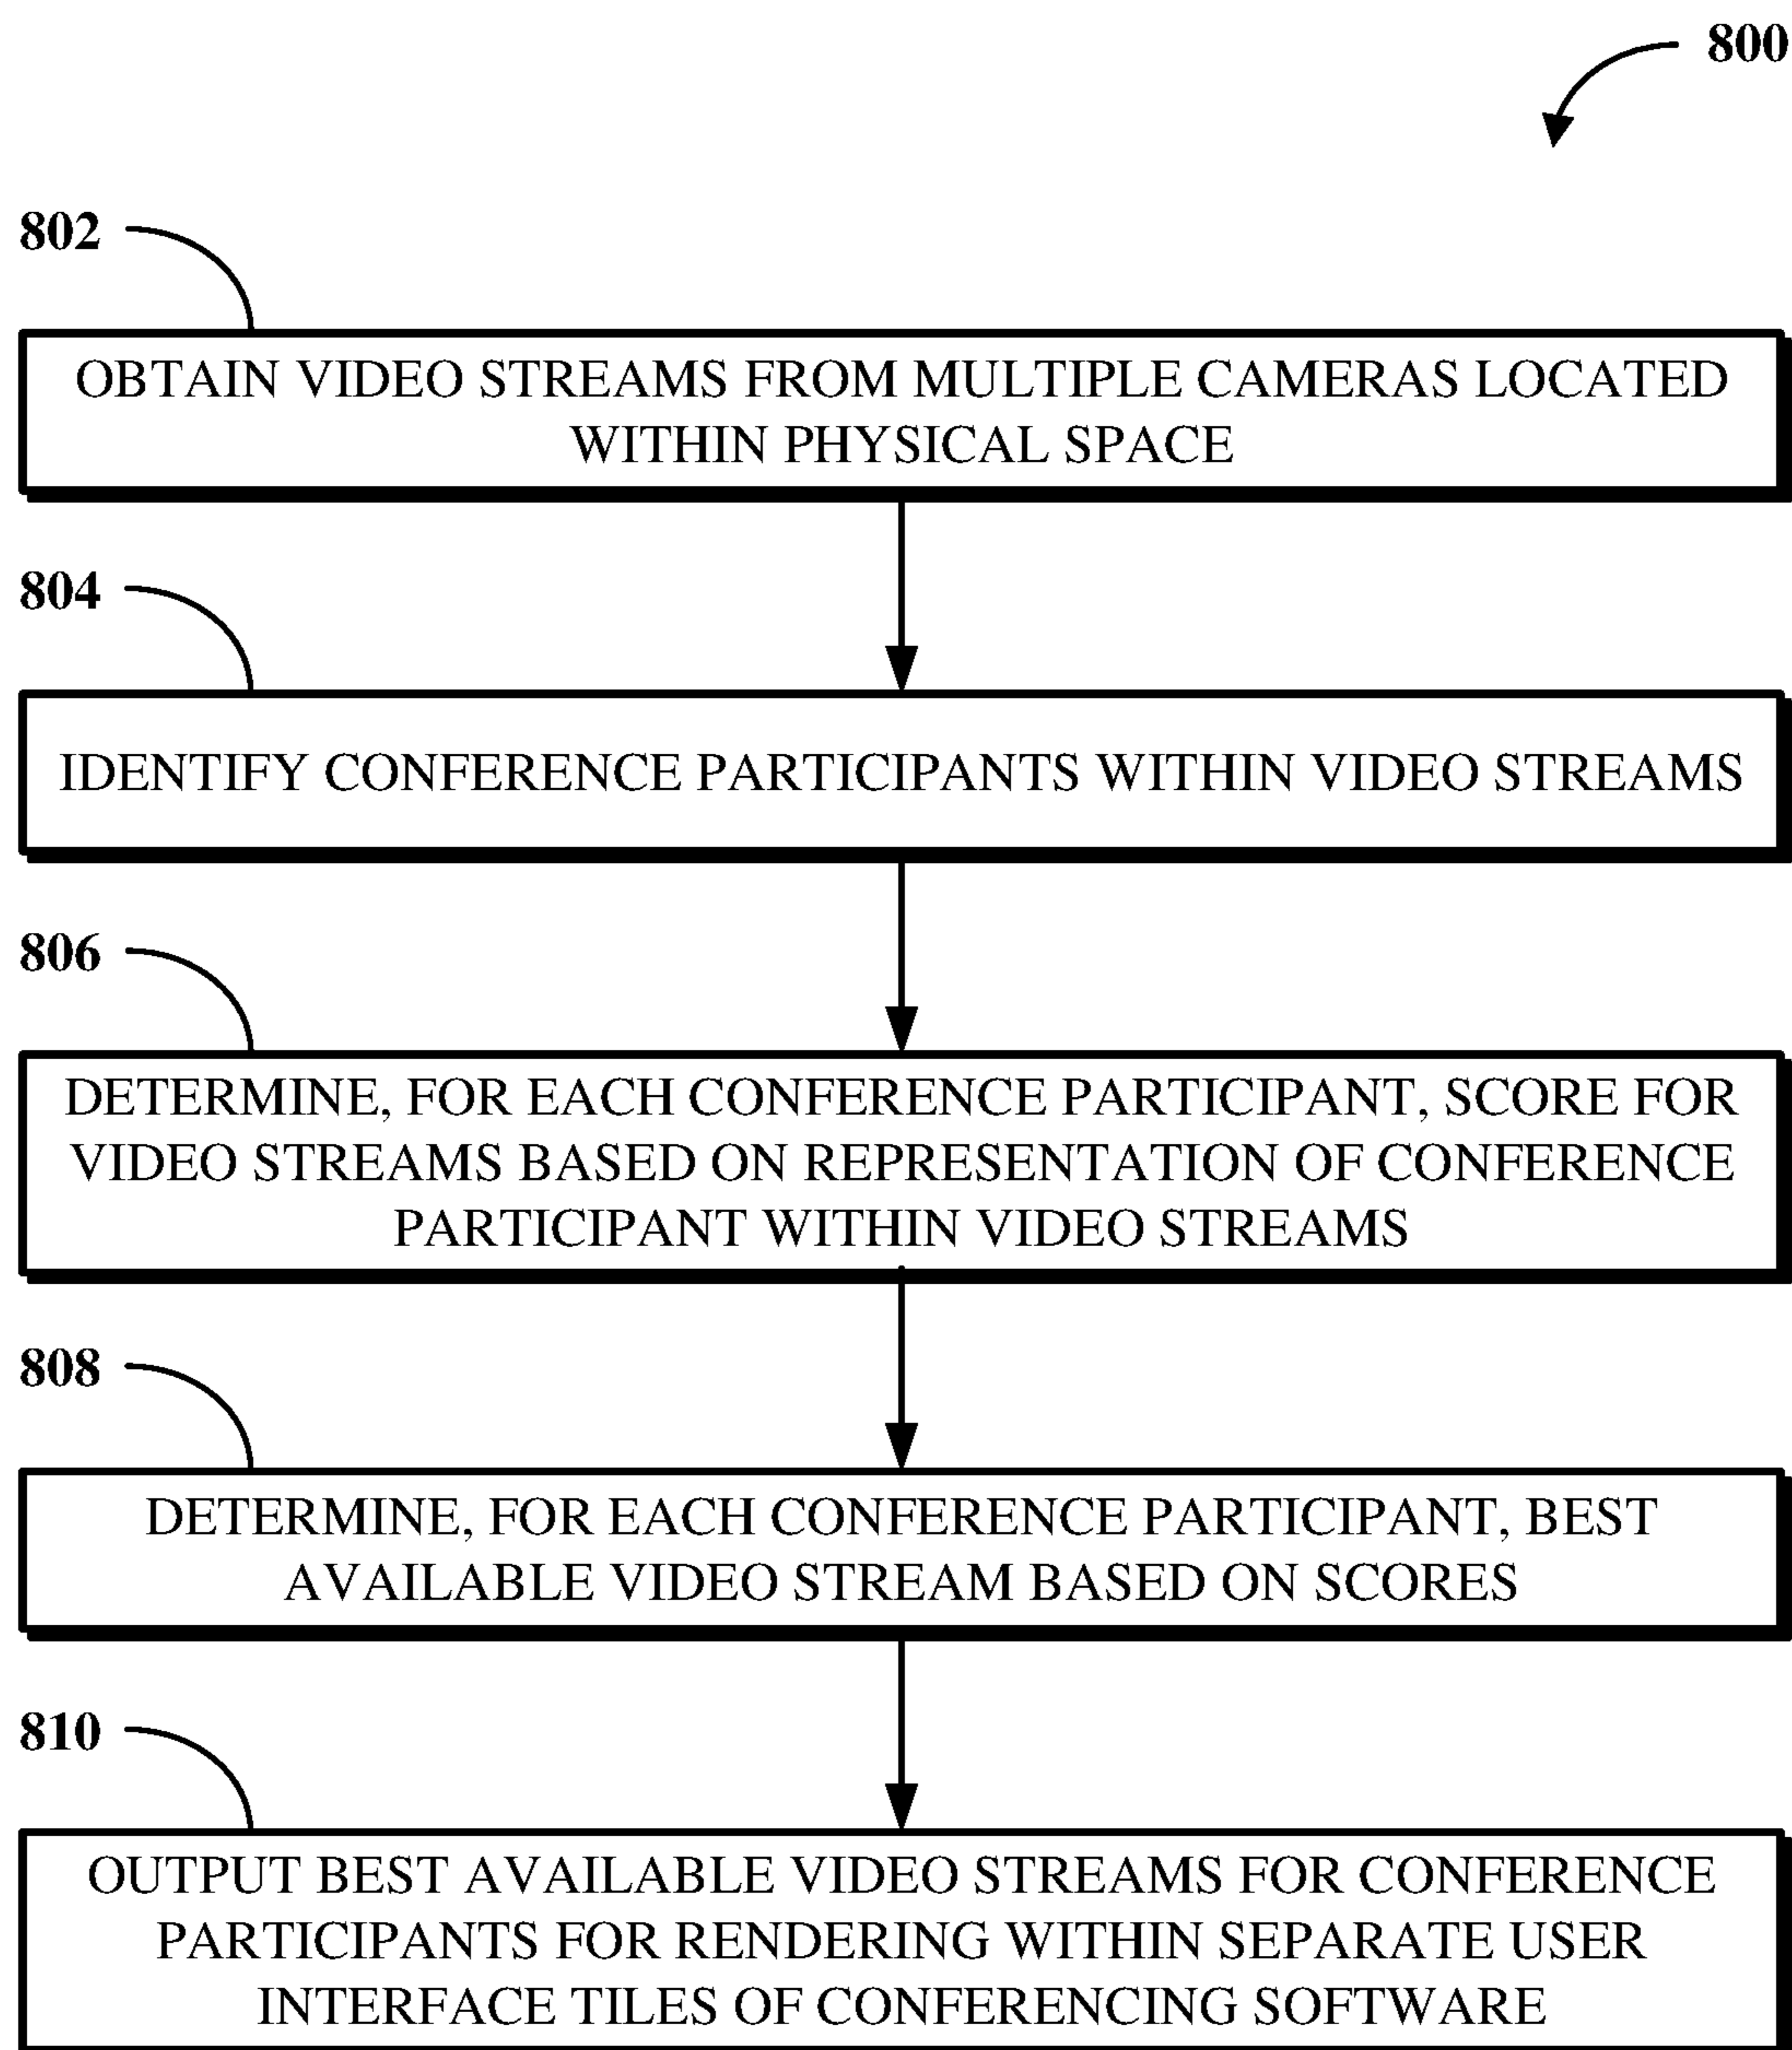 800
802
OBTAIN VIDEO STREAMS FROM MULTIPLE CAMERAS LOCATED
WITHIN PHYSICAL SPACE
804
IDENTIFY CONFERENCE PARTICIPANTS WITHIN VIDEO STREAMS
806
DETERMINE, FOR EACH CONFERENCE PARTICIPANT, SCORE FOR
VIDEO STREAMS BASED ON REPRESENTATION OF CONFERENCE
PARTICIPANT WITHIN VIDEO STREAMS
808
DETERMINE, FOR EACH CONFERENCE PARTICIPANT, BEST
AVAILABLE VIDEO STREAM BASED ON SCORES
810
OUTPUT BEST AVAILABLE VIDEO STREAMS FOR CONFERENCE
PARTICIPANTS FOR RENDERING WITHIN SEPARATE USER
INTERFACE TILES OF CONFERENCING SOFTWARE